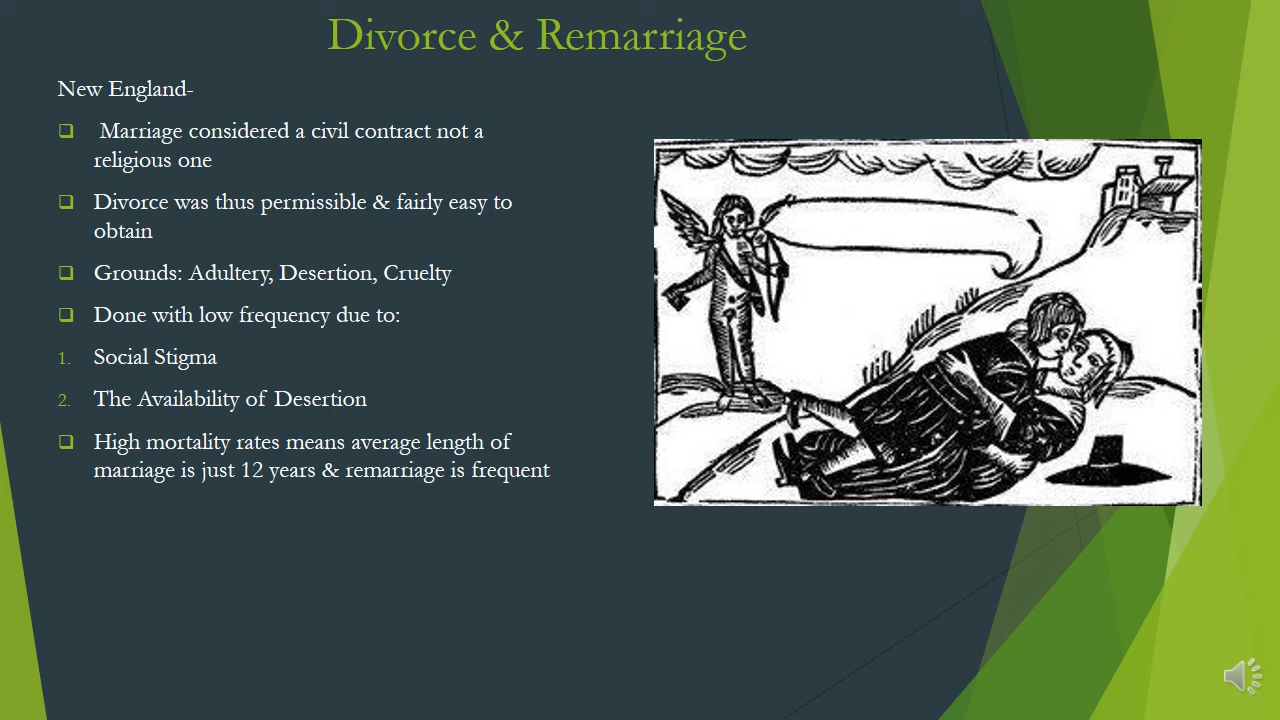 Divorce & Remarriage
New England-
❑ Marriage considered a civil contract not a
religious one
❑ Divorce was thus permissible & fairly easy to
obtain
❑ Grounds: Adultery, Desertion, Cruelty
❑ Done with low frequency due to:
1. Social Stigma
2. The Availability of Desertion
❑ High mortality rates means average length of
marriage is just 12 years & remarriage is frequent